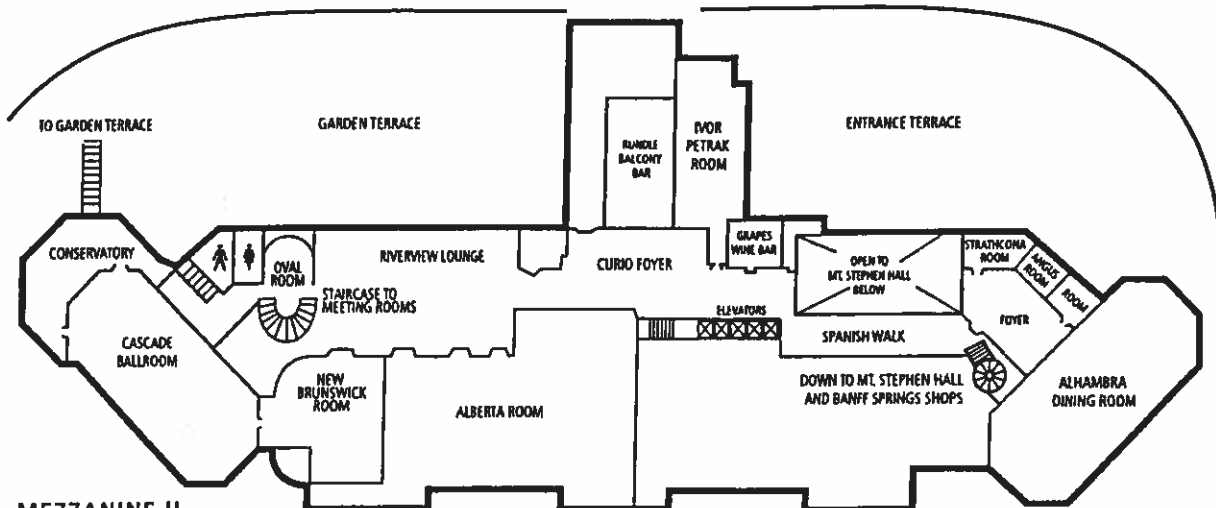 TO GARDEN TERRACE
GARDEN TERRACE
RUNDLE
BALCONY
BAR
IVOR
PETRAK
ROOM
ENTRANCE TERRACE
CONSERVATORY
OVAL
ROOM
RIVERVIEW LOUNGE
CURIO FOYER
GRAPES
WINE BAR
OPEN TO
MT. STEPHEN HALL
BELOW
STRATHCONA
ROOM
ANGUS
ROOM
ROOM
STAIRCASE TO
MEETING ROOMS
ELEVATORS
FOYER
CASCADE
BALLROOM
SPANISH WALK
NEW
BRUNSWICK
ROOM
ALBERTA ROOM
DOWN TO MT. STEPHEN HALL
AND BANFF SPRINGS SHOPS
ALHAMBRA
DINING ROOM
MEZZANINE II